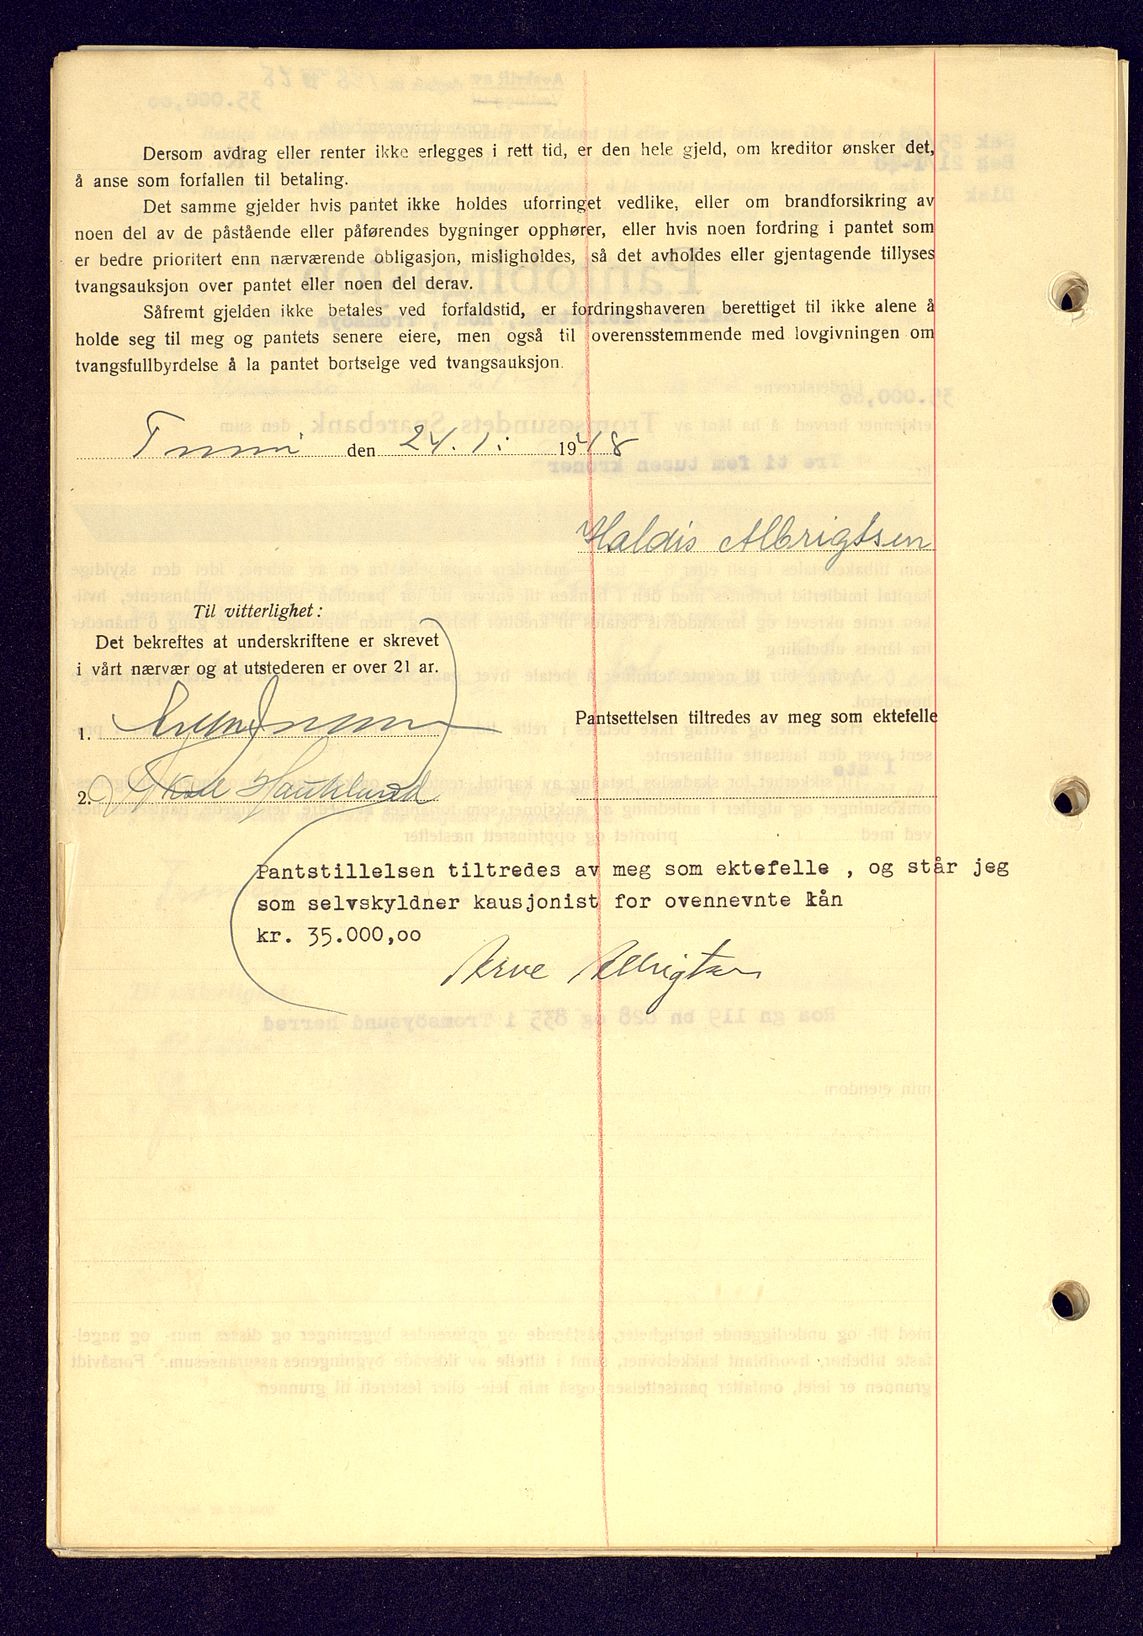 Dersom avdrag eller renter ikke erlegges i rett tid, er den hele gjeld, om kreditor ønsker det,
å anse som forfallen til betaling.
Det samme gjelder hvis pantet ikke holdes uforringet vedlike, eller om brandforsikring av
noen del av de påstående eller påførendes bygninger opphører, eller hvis noen fordring i pantet som
er bedre prioritert enn nærværende obligasjon, misligholdes, så det avholdes eller gjentagende tillyses
tvangsauksjon over pantet eller noen del derav.
Såfremt gjelden ikke betales ved forfaldstid, er fordringshaveren berettiget til ikke alene å
holde seg til meg og pantets senere eiere, men også til overensstemmende med lovgivningen om
tvangsfullbyrdelse å la pantet bortselge ved tvangsauksjon.
den 24. 1. 1948
Haldis Albrigtsen
Til vitterlighet:
Det bekreftes at underskriftene er skrevet
i vårt nærvær og at utstederen er over 21 ar.
1.
Pantsettelsen tiltredes av meg som ektefelle
2. Hauklund
Pantstillelsen tiltredes av meg som ektefelle , og står jeg
som selvskyldner kausjonist for ovennevnte lån
kr. 35.000,oo
Arve Albrigtsen